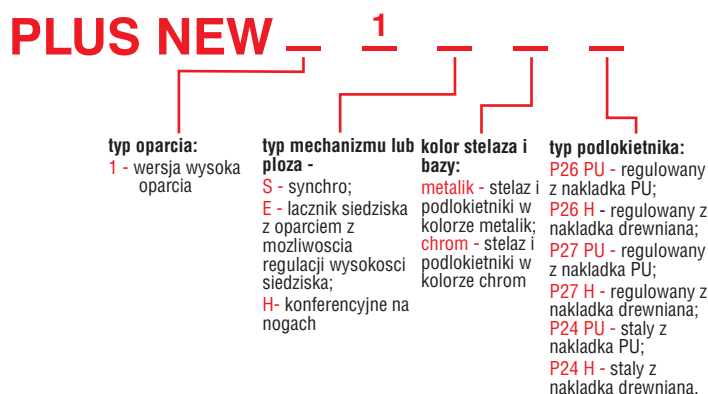 PLUS NEW _ 1 _ _ _ _
typ oparcia:
1 - wersja wysoka
oparcia
typ mechanizmu lub
ploza -
S - synchro;
E - lacznik siedziska
z oparciem z
mozliwoscia
regulacji wysokosci
siedziska;
H- konferencyjne na
nogach
kolor stelaza i
bazy:
metalik - stelaz i
podlokietniki w
kolorze metalik;
chrom - stelaz i
podlokietniki w
kolorze chrom
typ podlokietnika:
P26 PU - regulowany
z nakladka PU;
P26 H - regulowany z
nakladka drewniana;
P27 PU - regulowany
z nakladka PU;
P27 H - regulowany z
nakladka drewniana;
P24 PU - staly z
nakladka PU;
P24 H - staly z
nakladka drewniana.